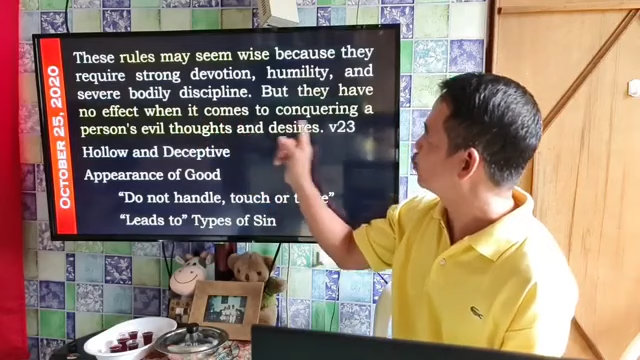 OCTOBER 25, 2020
These rules may seem wise because they
require strong devotion, humility, and
severe bodily discipline. But they have
no effect when it comes to conquering a
person's evil thoughts and desires. v23
Hollow and Deceptive
Appearance of Good
"Do not handle, touch or
"Leads to" Types of Sin